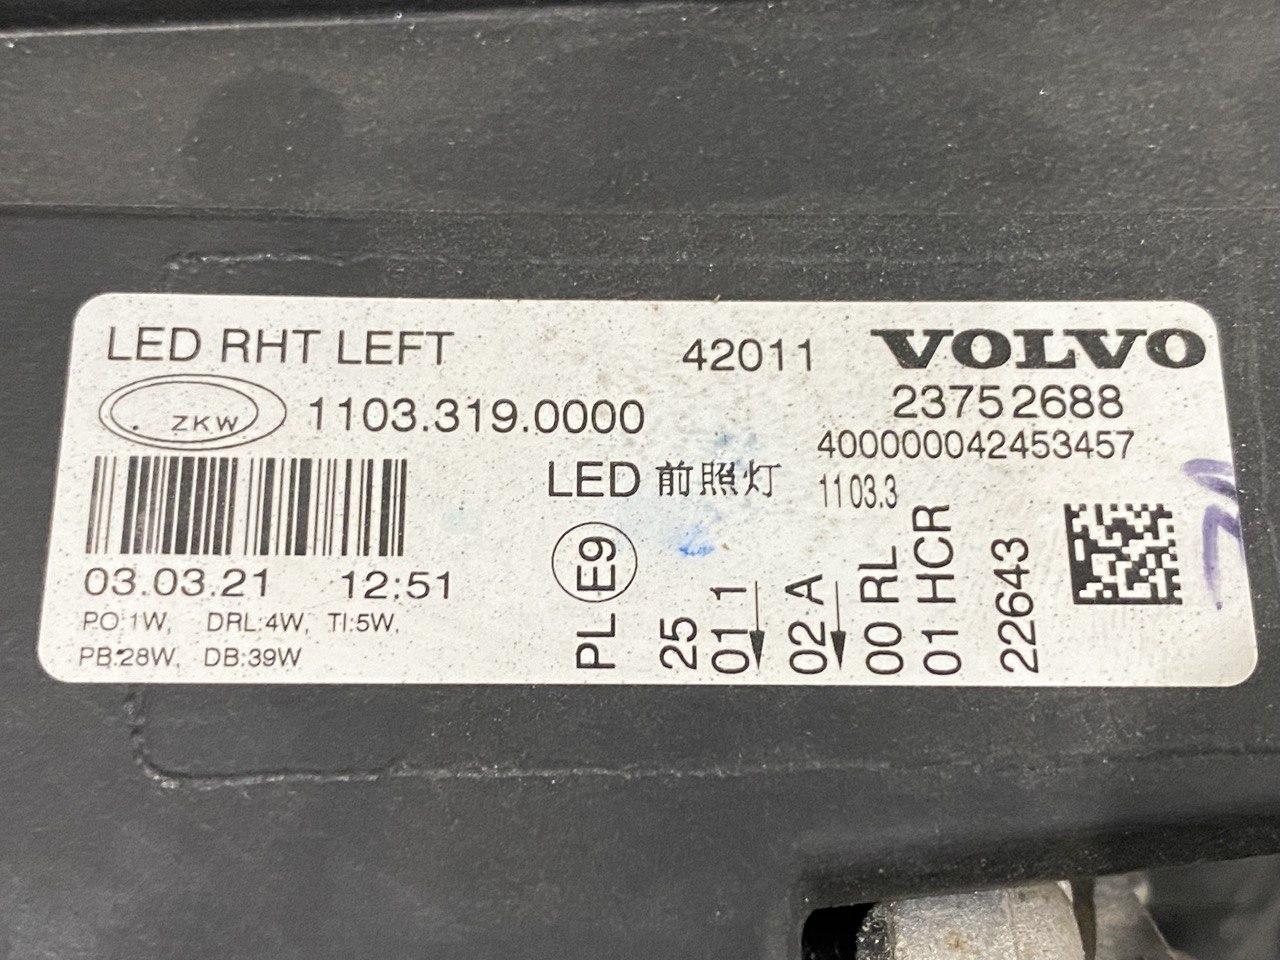 LED RHT LEFT
42011
VOLVO
ZKW
1103.319.0000
23752688
400000042453457
LED 前照灯
1103.3
03.03.21 12:51
PO:1W, DRL:4W, TI:5W,
PB:28W, DB:39W
PL E9
25
01 1
02 A
00 RL
01 HCR
22643